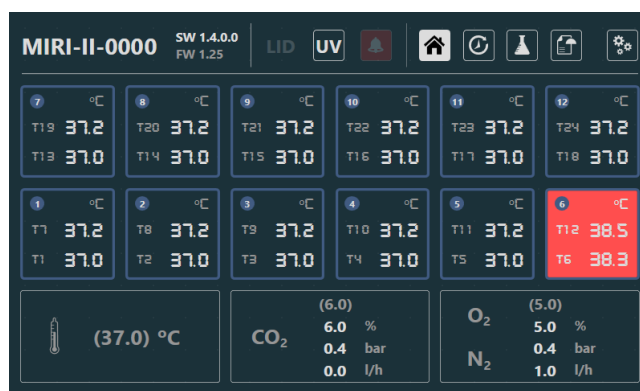 MIRI-II-0000 SW 1.4.0.0 LID UV
FW 1.25
7 °C 8 °C 9 °C 10 °C 11 °C 12 °C
T19 37.2 T20 37.2 T21 37.2 T22 37.2 T23 37.2 T24 37.2
T13 37.0 T14 37.0 T15 37.0 T16 37.0 T17 37.0 T18 37.0
1 °C 2 °C 3 °C 4 °C 5 °C 6 °C
T7 37.2 T8 37.2 T9 37.2 T10 37.2 T11 37.2 T12 38.5
T1 37.0 T2 37.0 T3 37.0 T4 37.0 T5 37.0 T6 38.3
(37.0) °C
CO₂
(6.0)
6.0 %
0.4 bar
0.0 l/h
O₂
N₂
(5.0)
5.0 %
0.4 bar
1.0 l/h